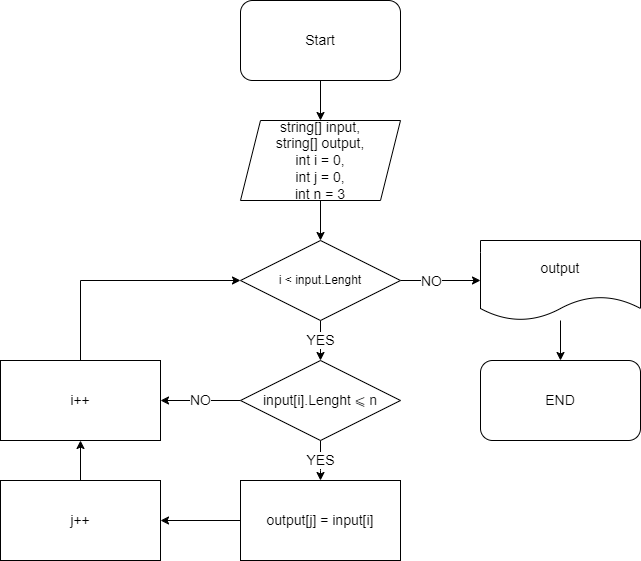 Start
string[] input,
string[] output,
int i = 0,
int j = 0,
int n = 3
i < input.Lenght
NO
output
YES
i++
NO
input[i].Lenght ⩽ n
END
YES
j++
output[j] = input[i]